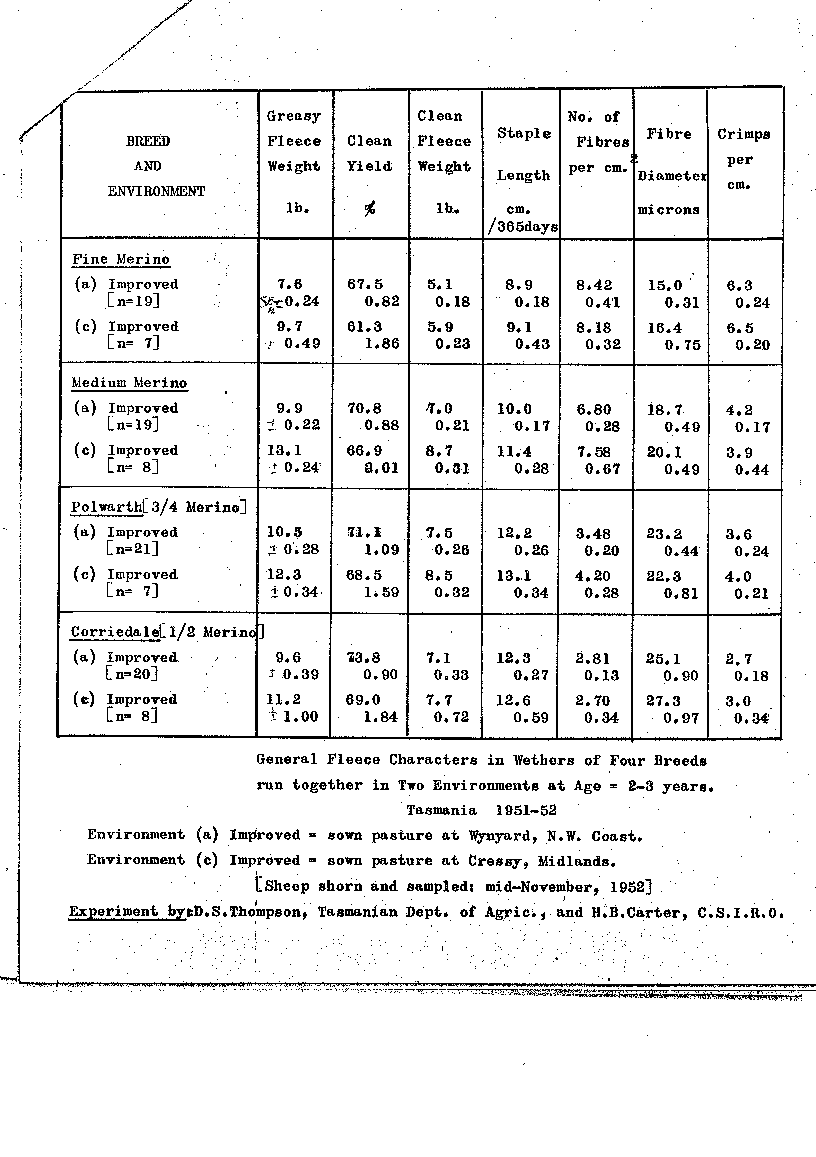 BREED AND ENVIRONMENT | Greasy Fleece Weight lb. | Clean Yield % | Clean Fleece Weight lb. | Staple Length cm. /365days | No. of Fibres per cm.² | Fibre Diameter microns | Crimps per cm.
Fine Merino
(a) Improved 7.6 67.5 5.1 8.9 8.42 15.0 6.3
[n=19] ±0.24 0.82 0.18 0.18 0.41 0.31 0.24
(c) Improved 9.7 61.3 5.9 9.1 8.18 16.4 6.5
[n= 7] ± 0.49 1.86 0.23 0.43 0.32 0.75 0.20
Medium Merino
(a) Improved 9.9 70.8 7.0 10.0 6.80 18.7 4.2
[n=19] ± 0.22 0.88 0.21 0.17 0.28 0.49 0.17
(c) Improved 13.1 66.9 8.7 11.4 7.58 20.1 3.9
[n= 8] ± 0.24 0.31 0.28 0.67 0.49 0.44
Polwarth[3/4 Merino]
(a) Improved 10.5 71.1 7.5 12.2 3.48 23.2 3.6
[n=21] ± 0.28 1.09 0.26 0.26 0.20 0.44 0.24
(c) Improved 12.3 68.5 8.5 13.1 4.20 22.3 4.0
[n= 7] ± 0.34 1.59 0.32 0.34 0.28 0.81 0.21
Corriedale[1/2 Merino]
(a) Improved 9.6 73.8 7.1 12.3 2.81 25.1 2.7
[n=20] ± 0.39 0.90 0.33 0.27 0.13 0.90 0.18
(c) Improved 11.2 69.0 7.7 12.6 2.70 27.3 3.0
[n= 8] ± 1.00 1.84 0.72 0.59 0.34 0.97 0.34
General Fleece Characters in Wethers of Four Breeds
run together in Two Environments at Age = 2-3 years.
Tasmania 1951-52
Environment (a) Improved = sown pasture at Wynyard, N.W. Coast.
Environment (c) Improved = sown pasture at Cressy, Midlands.
[Sheep shorn and sampled: mid-November, 1952]
Experiment by:D.S.Thompson, Tasmanian Dept. of Agric., and H.B.Carter, C.S.I.R.O.